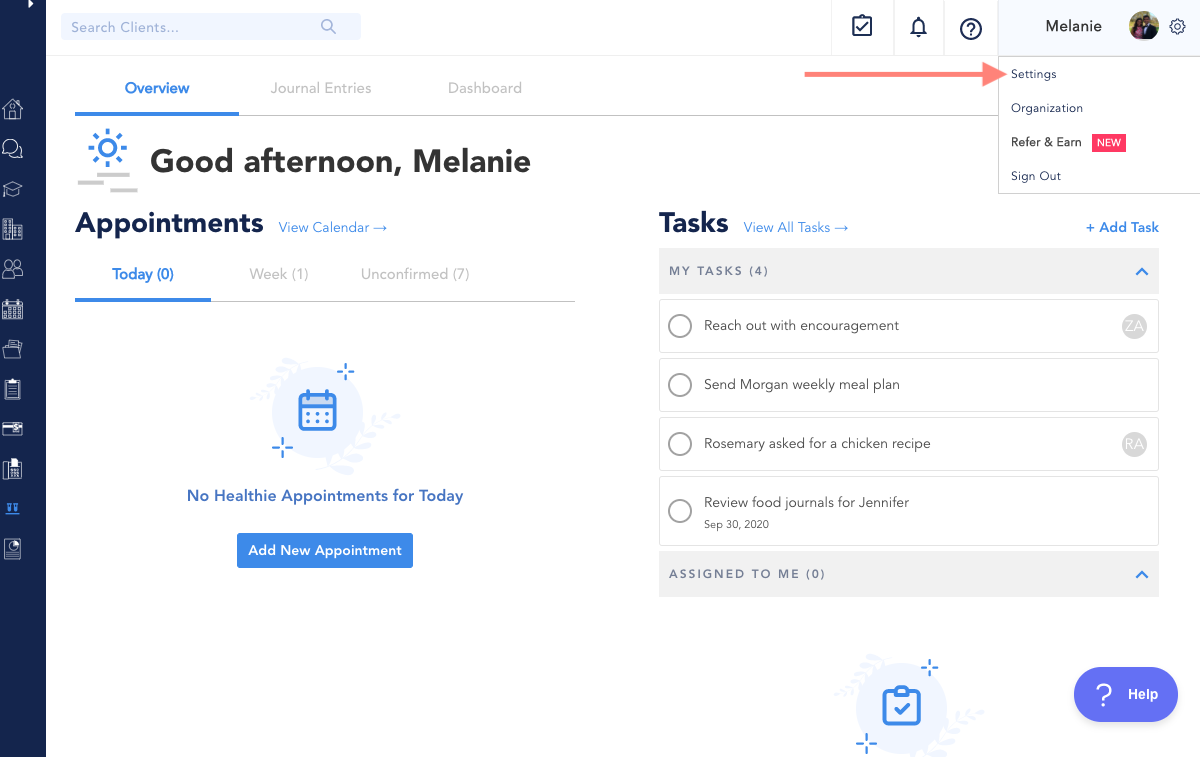 Search Clients...
Melanie
Settings
Organization
Refer & Earn NEW
Sign Out
Overview Journal Entries Dashboard
Good afternoon, Melanie
Appointments View Calendar →
Today (0) Week (1) Unconfirmed (7)
No Healthie Appointments for Today
Add New Appointment
Tasks View All Tasks → + Add Task
MY TASKS (4)
Reach out with encouragement ZA
Send Morgan weekly meal plan
Rosemary asked for a chicken recipe RA
Review food journals for Jennifer
Sep 30, 2020
ASSIGNED TO ME (0)
? Help